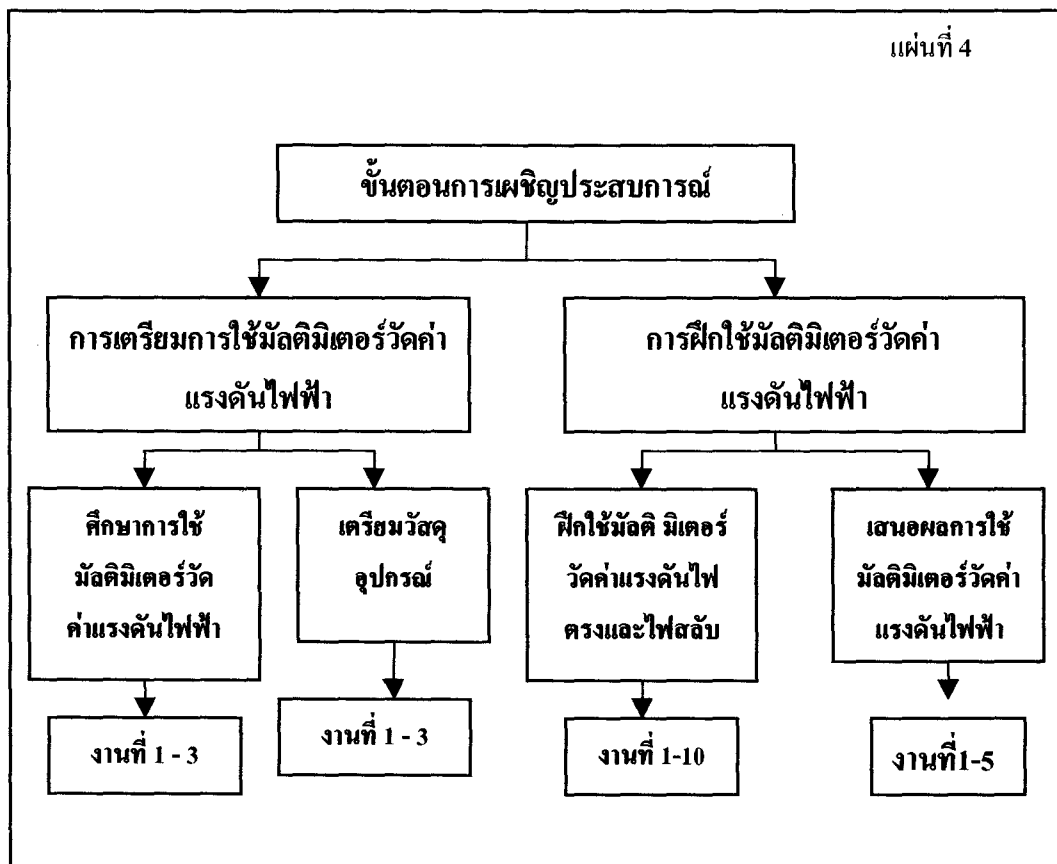 แผ่นที่ 4
ขั้นตอนการเผชิญประสบการณ์
การเตรียมการใช้มัลติมิเตอร์วัดค่า
แรงดันไฟฟ้า
การฝึกใช้มัลติมิเตอร์วัดค่า
แรงดันไฟฟ้า
ศึกษาการใช้
มัลติมิเตอร์วัด
ค่าแรงดันไฟฟ้า
เตรียมวัสดุ
อุปกรณ์
ฝึกใช้มัลติ มิเตอร์
วัดค่าแรงดันไฟ
ตรงและไฟสลับ
เสนอผลการใช้
มัลติมิเตอร์วัดค่า
แรงดันไฟฟ้า
งานที่ 1 - 3
งานที่ 1 - 3
งานที่ 1-10
งานที่1-5